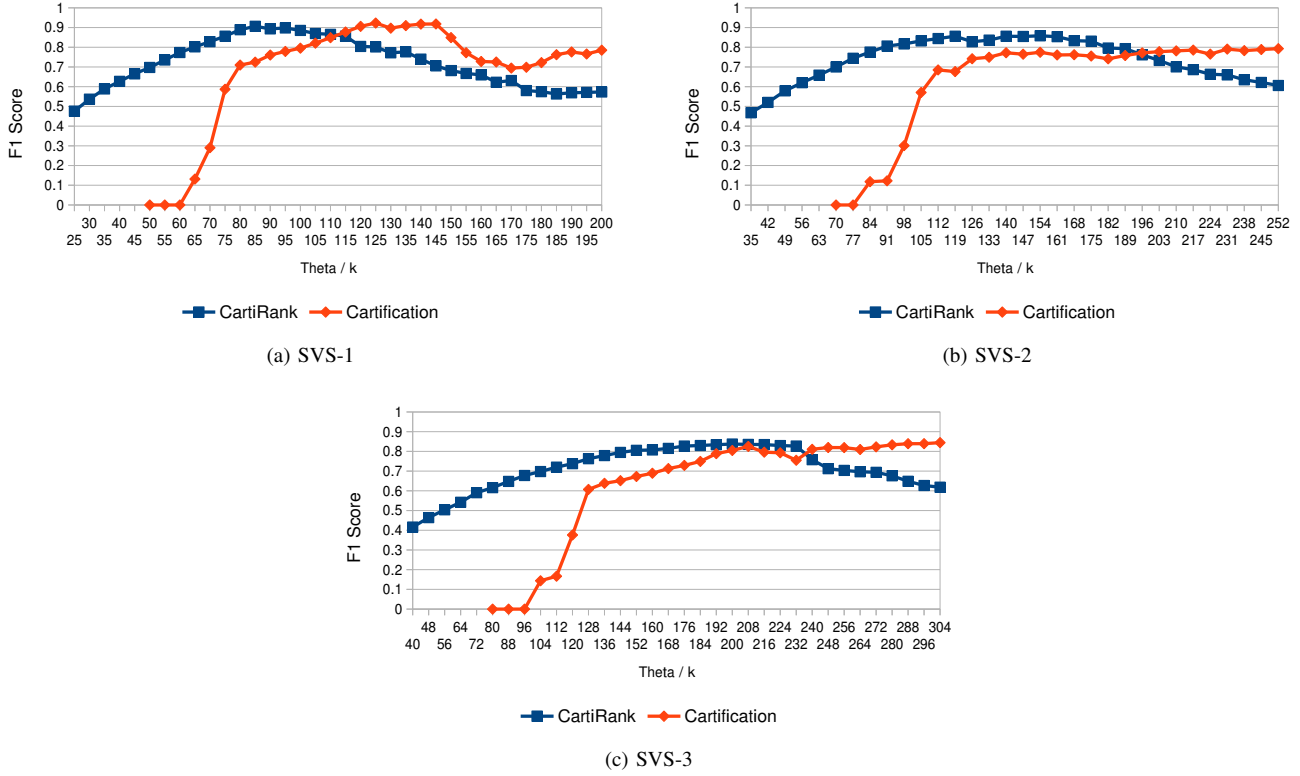 1
0.9
0.8
0.7
0.6
0.5
0.4
0.3
0.2
0.1
0
F1 Score
30 40 50 60 70 80 90 100 110 120 130 140 150 160 170 180 190 200
25 35 45 55 65 75 85 95 105 115 125 135 145 155 165 175 185 195
Theta / k
CartiRank Cartification
(a) SVS-1
1
0.9
0.8
0.7
0.6
0.5
0.4
0.3
0.2
0.1
0
F1 Score
42 56 70 84 98 112 126 140 154 168 182 196 210 224 238 252
35 49 63 77 91 105 119 133 147 161 175 189 203 217 231 245
Theta / k
CartiRank Cartification
(b) SVS-2
1
0.9
0.8
0.7
0.6
0.5
0.4
0.3
0.2
0.1
0
F1 Score
48 64 80 96 112 128 144 160 176 192 208 224 240 256 272 288 304
40 56 72 88 104 120 136 152 168 184 200 216 232 248 264 280 296
Theta / k
CartiRank Cartification
(c) SVS-3